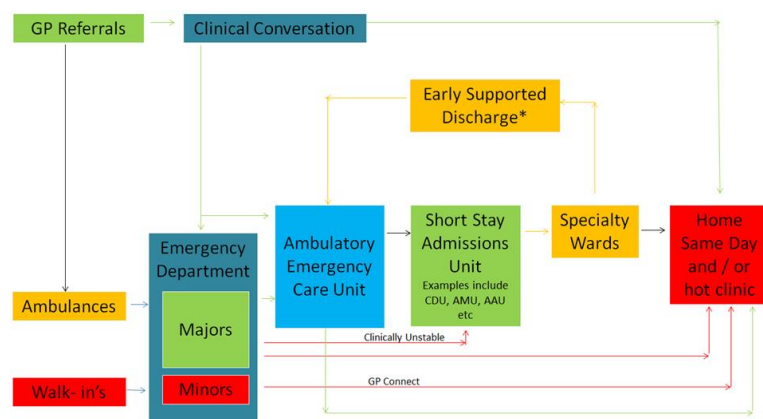 GP Referrals
Clinical Conversation
Early Supported
Discharge*
Emergency
Department
Ambulatory
Emergency
Care Unit
Short Stay
Admissions
Unit
Examples include
CDU, AMU, AAU
etc
Specialty
Wards
Home
Same Day
and / or
hot clinic
Ambulances
Majors
Clinically Unstable
Walk- in's
Minors
GP Connect